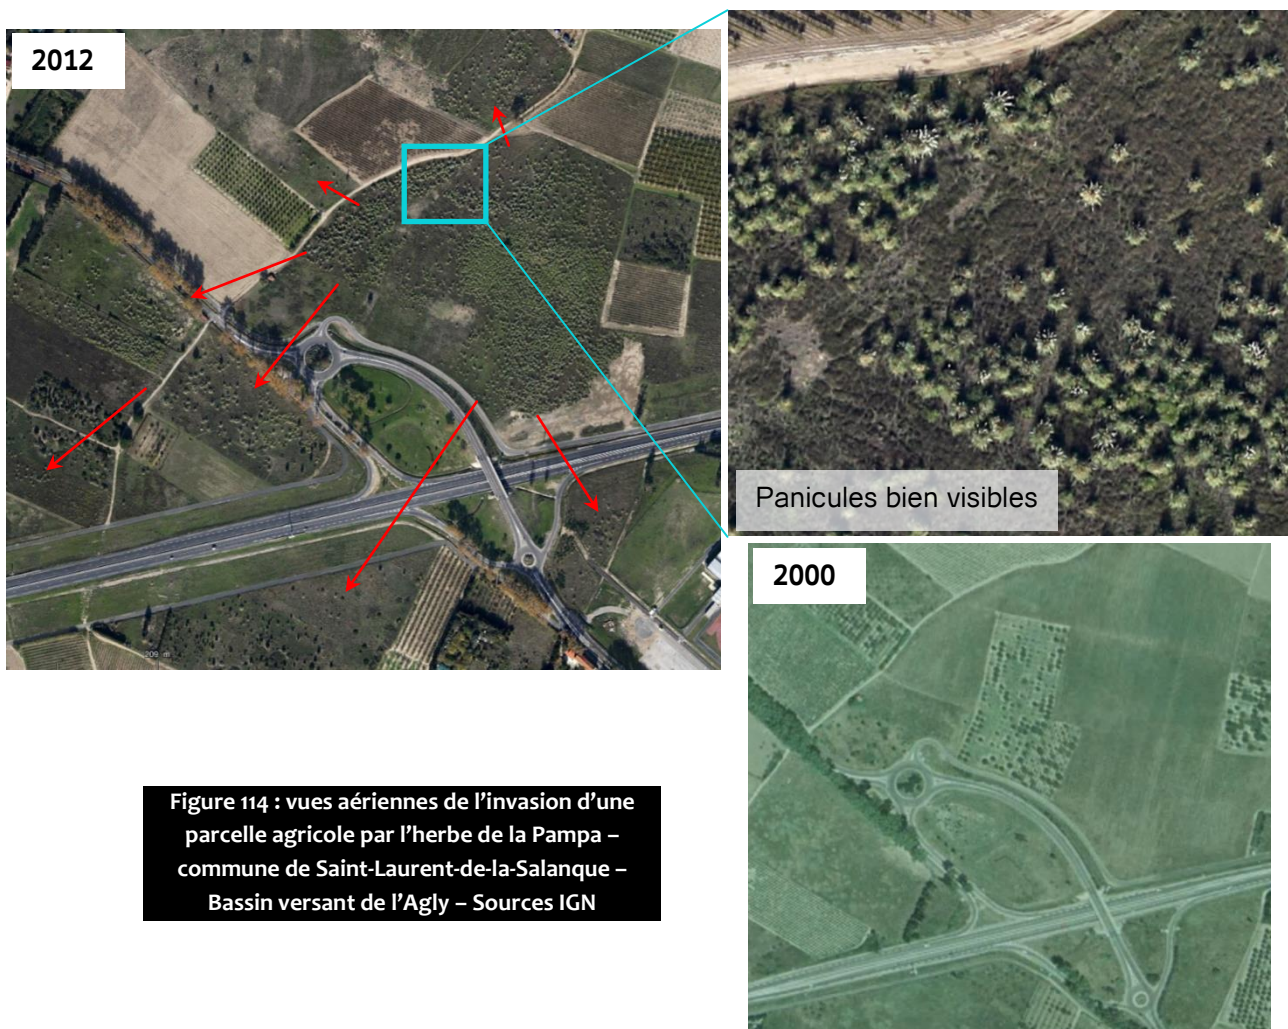 2012
Panicules bien visibles
2000
209 m
Figure 114 : vues aériennes de l’invasion d’une
parcelle agricole par l’herbe de la Pampa –
commune de Saint-Laurent-de-la-Salanque –
Bassin versant de l’Agly – Sources IGN